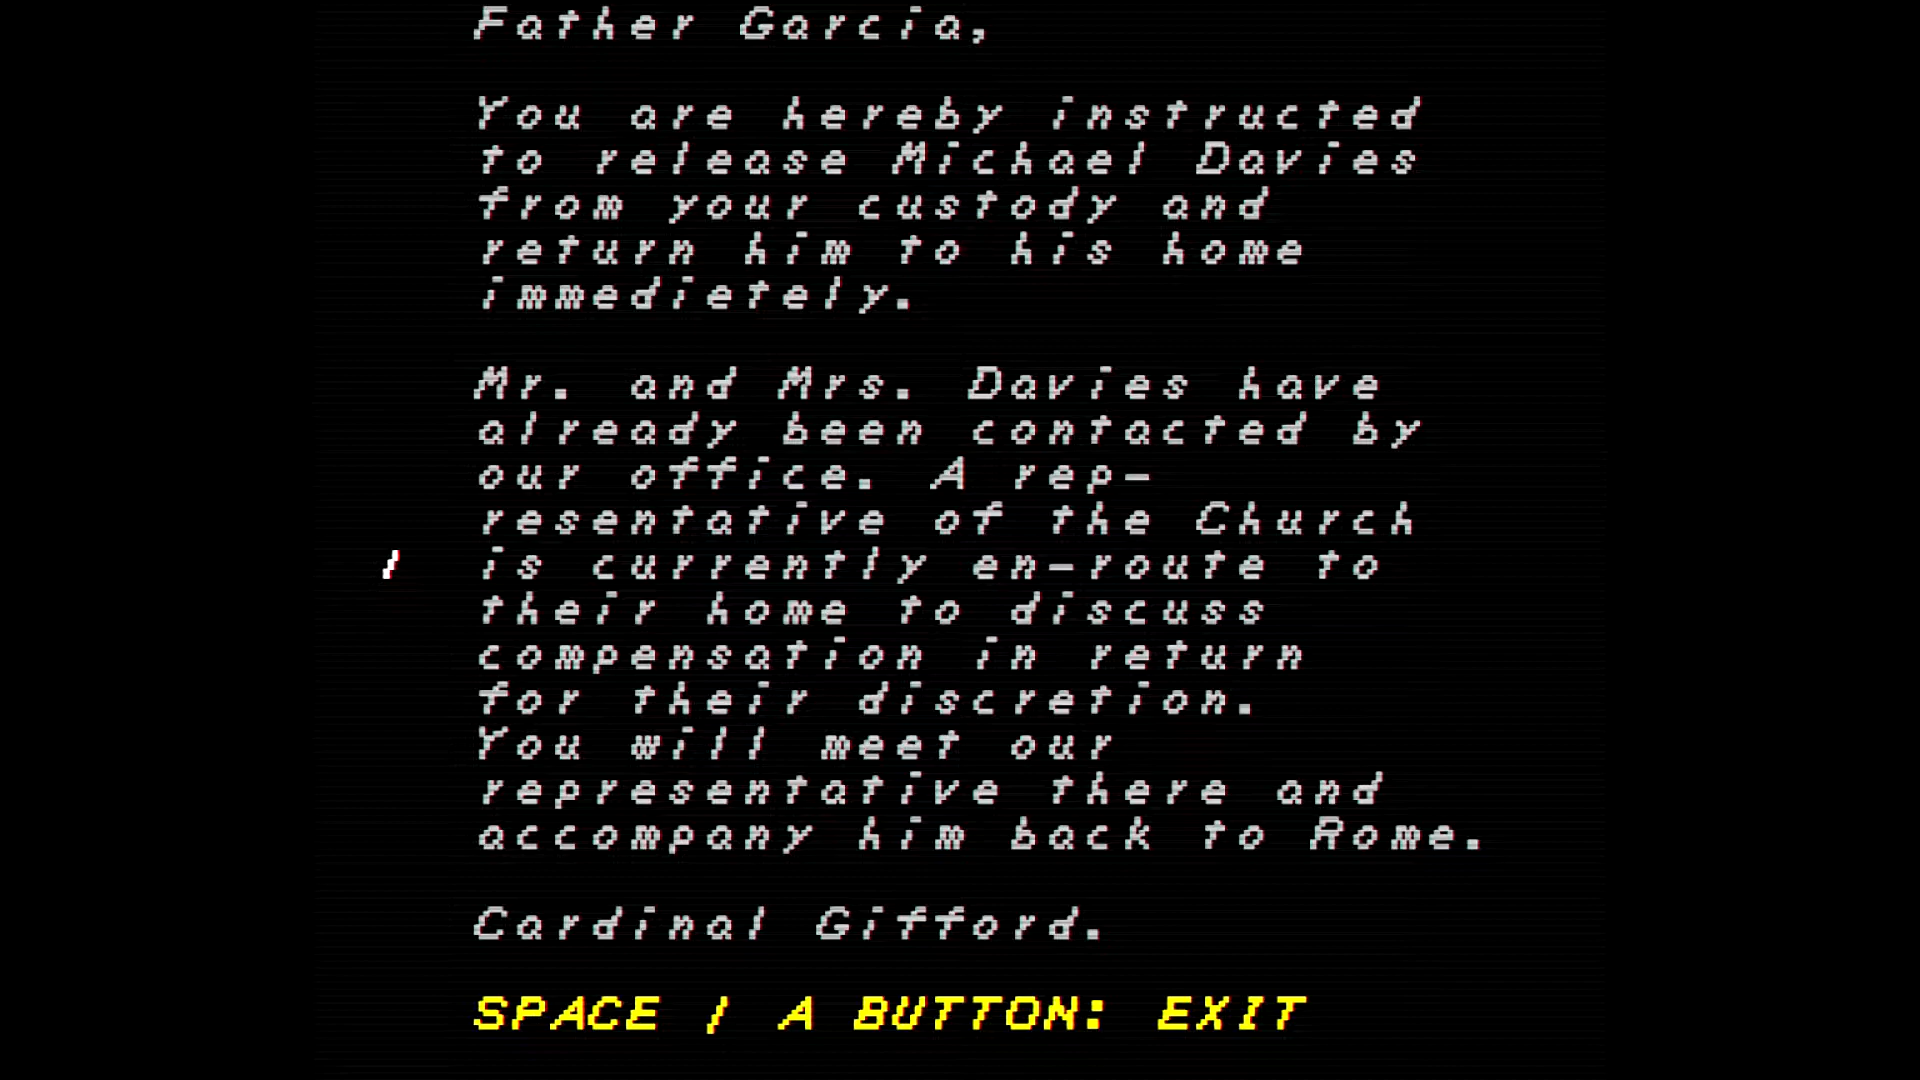 Father Garcia,
You are hereby instructed
to release Michael Davies
from your custody and
return him to his home
immedietely.
Mr. and Mrs. Davies have
already been contacted by
our office. A rep-
resentative of the Church
is currently en-route to
their home to discuss
compensation in return
for their discretion.
You will meet our
representative there and
accompany him back to Rome.
Cardinal Gifford.
SPACE / A BUTTON: EXIT